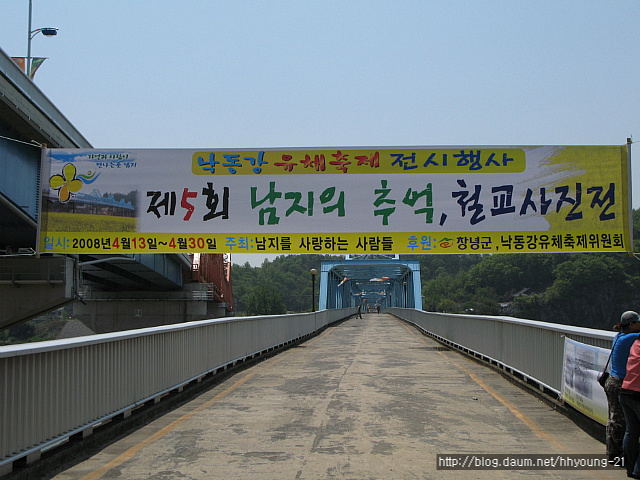 낙동강 유채축제 전시행사
제5회 남지의 추억, 철교사진전
일시: 2008년4월13일~4월30일 주최:남지를 사랑하는 사람들 후원: 창녕군,낙동강유채축제위원회
http://blog.daum.net/hhyoung-21